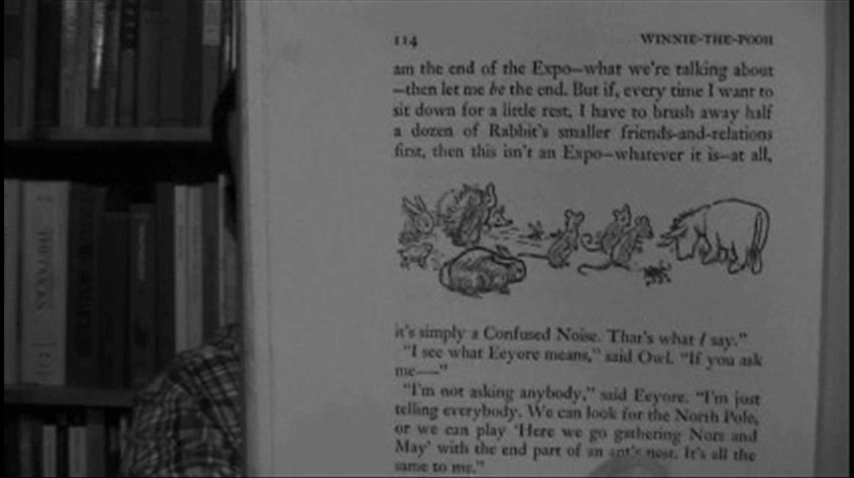 114 WINNIE-THE-POOH
am the end of the Expo—what we're talking about
—then let me be the end. But if, every time I want to
sit down for a little rest, I have to brush away half
a dozen of Rabbit's smaller friends-and-relations
first, then this isn't an Expo—whatever it is—at all,
it's simply a Confused Noise. That's what I say."
"I see what Eeyore means," said Owl. "If you ask
me——"
"I'm not asking anybody," said Eeyore. "I'm just
telling everybody. We can look for the North Pole,
or we can play 'Here we go gathering Nuts and
May' with the end part of an ant's nest. It's all the
same to me."